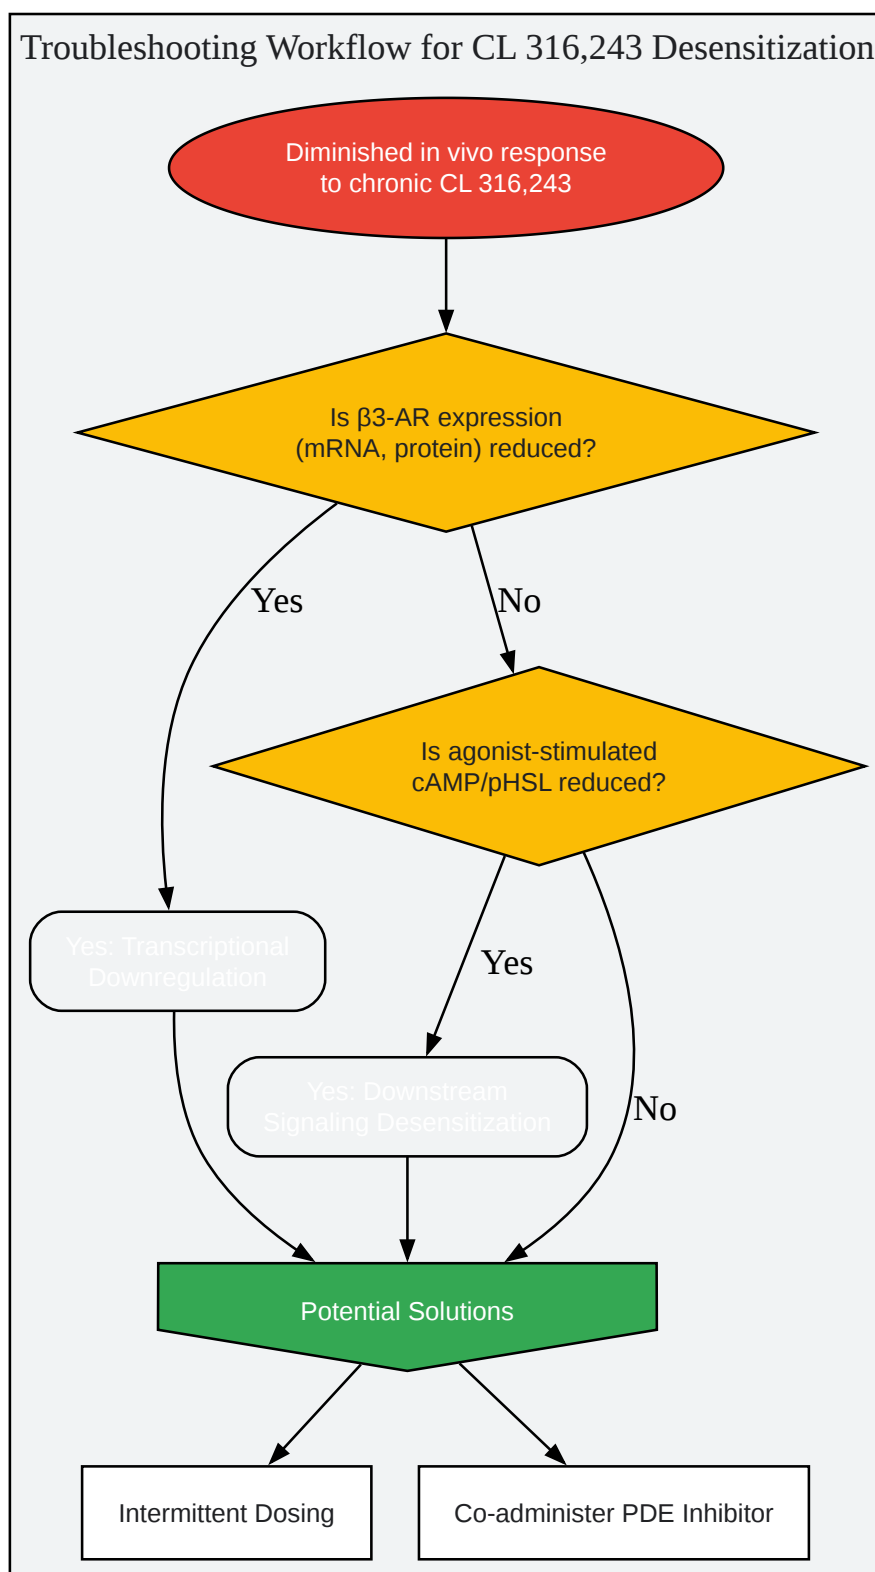 Troubleshooting Workflow for CL 316,243 Desensitization
Diminished in vivo response
to chronic CL 316,243
Is β3-AR expression
(mRNA, protein) reduced?
Yes
No
Is agonist-stimulated
cAMP/pHSL reduced?
Yes: Transcriptional
Downregulation
Yes
Yes: Downstream
Signaling Desensitization
No
Potential Solutions
Intermittent Dosing
Co-administer PDE Inhibitor